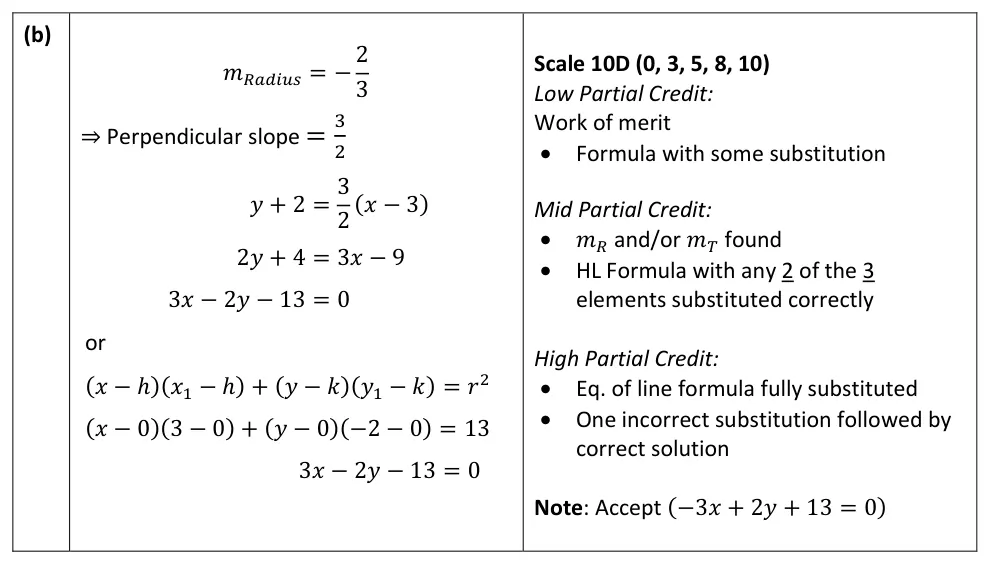 (b)
m_Radius = −2/3
⇒ Perpendicular slope = 3/2
y + 2 = 3/2(x − 3)
2y + 4 = 3x − 9
3x − 2y − 13 = 0
or
(x − h)(x₁ − h) + (y − k)(y₁ − k) = r²
(x − 0)(3 − 0) + (y − 0)(−2 − 0) = 13
3x − 2y − 13 = 0
Scale 10D (0, 3, 5, 8, 10)
Low Partial Credit:
Work of merit
• Formula with some substitution
Mid Partial Credit:
• m_R and/or m_T found
• HL Formula with any 2 of the 3
elements substituted correctly
High Partial Credit:
• Eq. of line formula fully substituted
• One incorrect substitution followed by
correct solution
Note: Accept (−3x + 2y + 13 = 0)